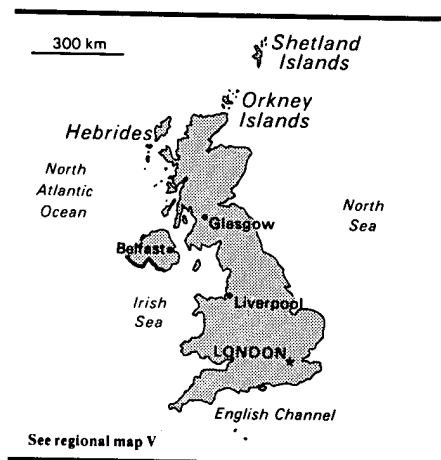 300 km
Shetland
Islands
Orkney
Islands
Hebrides
North
Atlantic
Ocean
North
Sea
Glasgow
Belfast
Irish
Sea
Liverpool
LONDON
English Channel
See regional map V